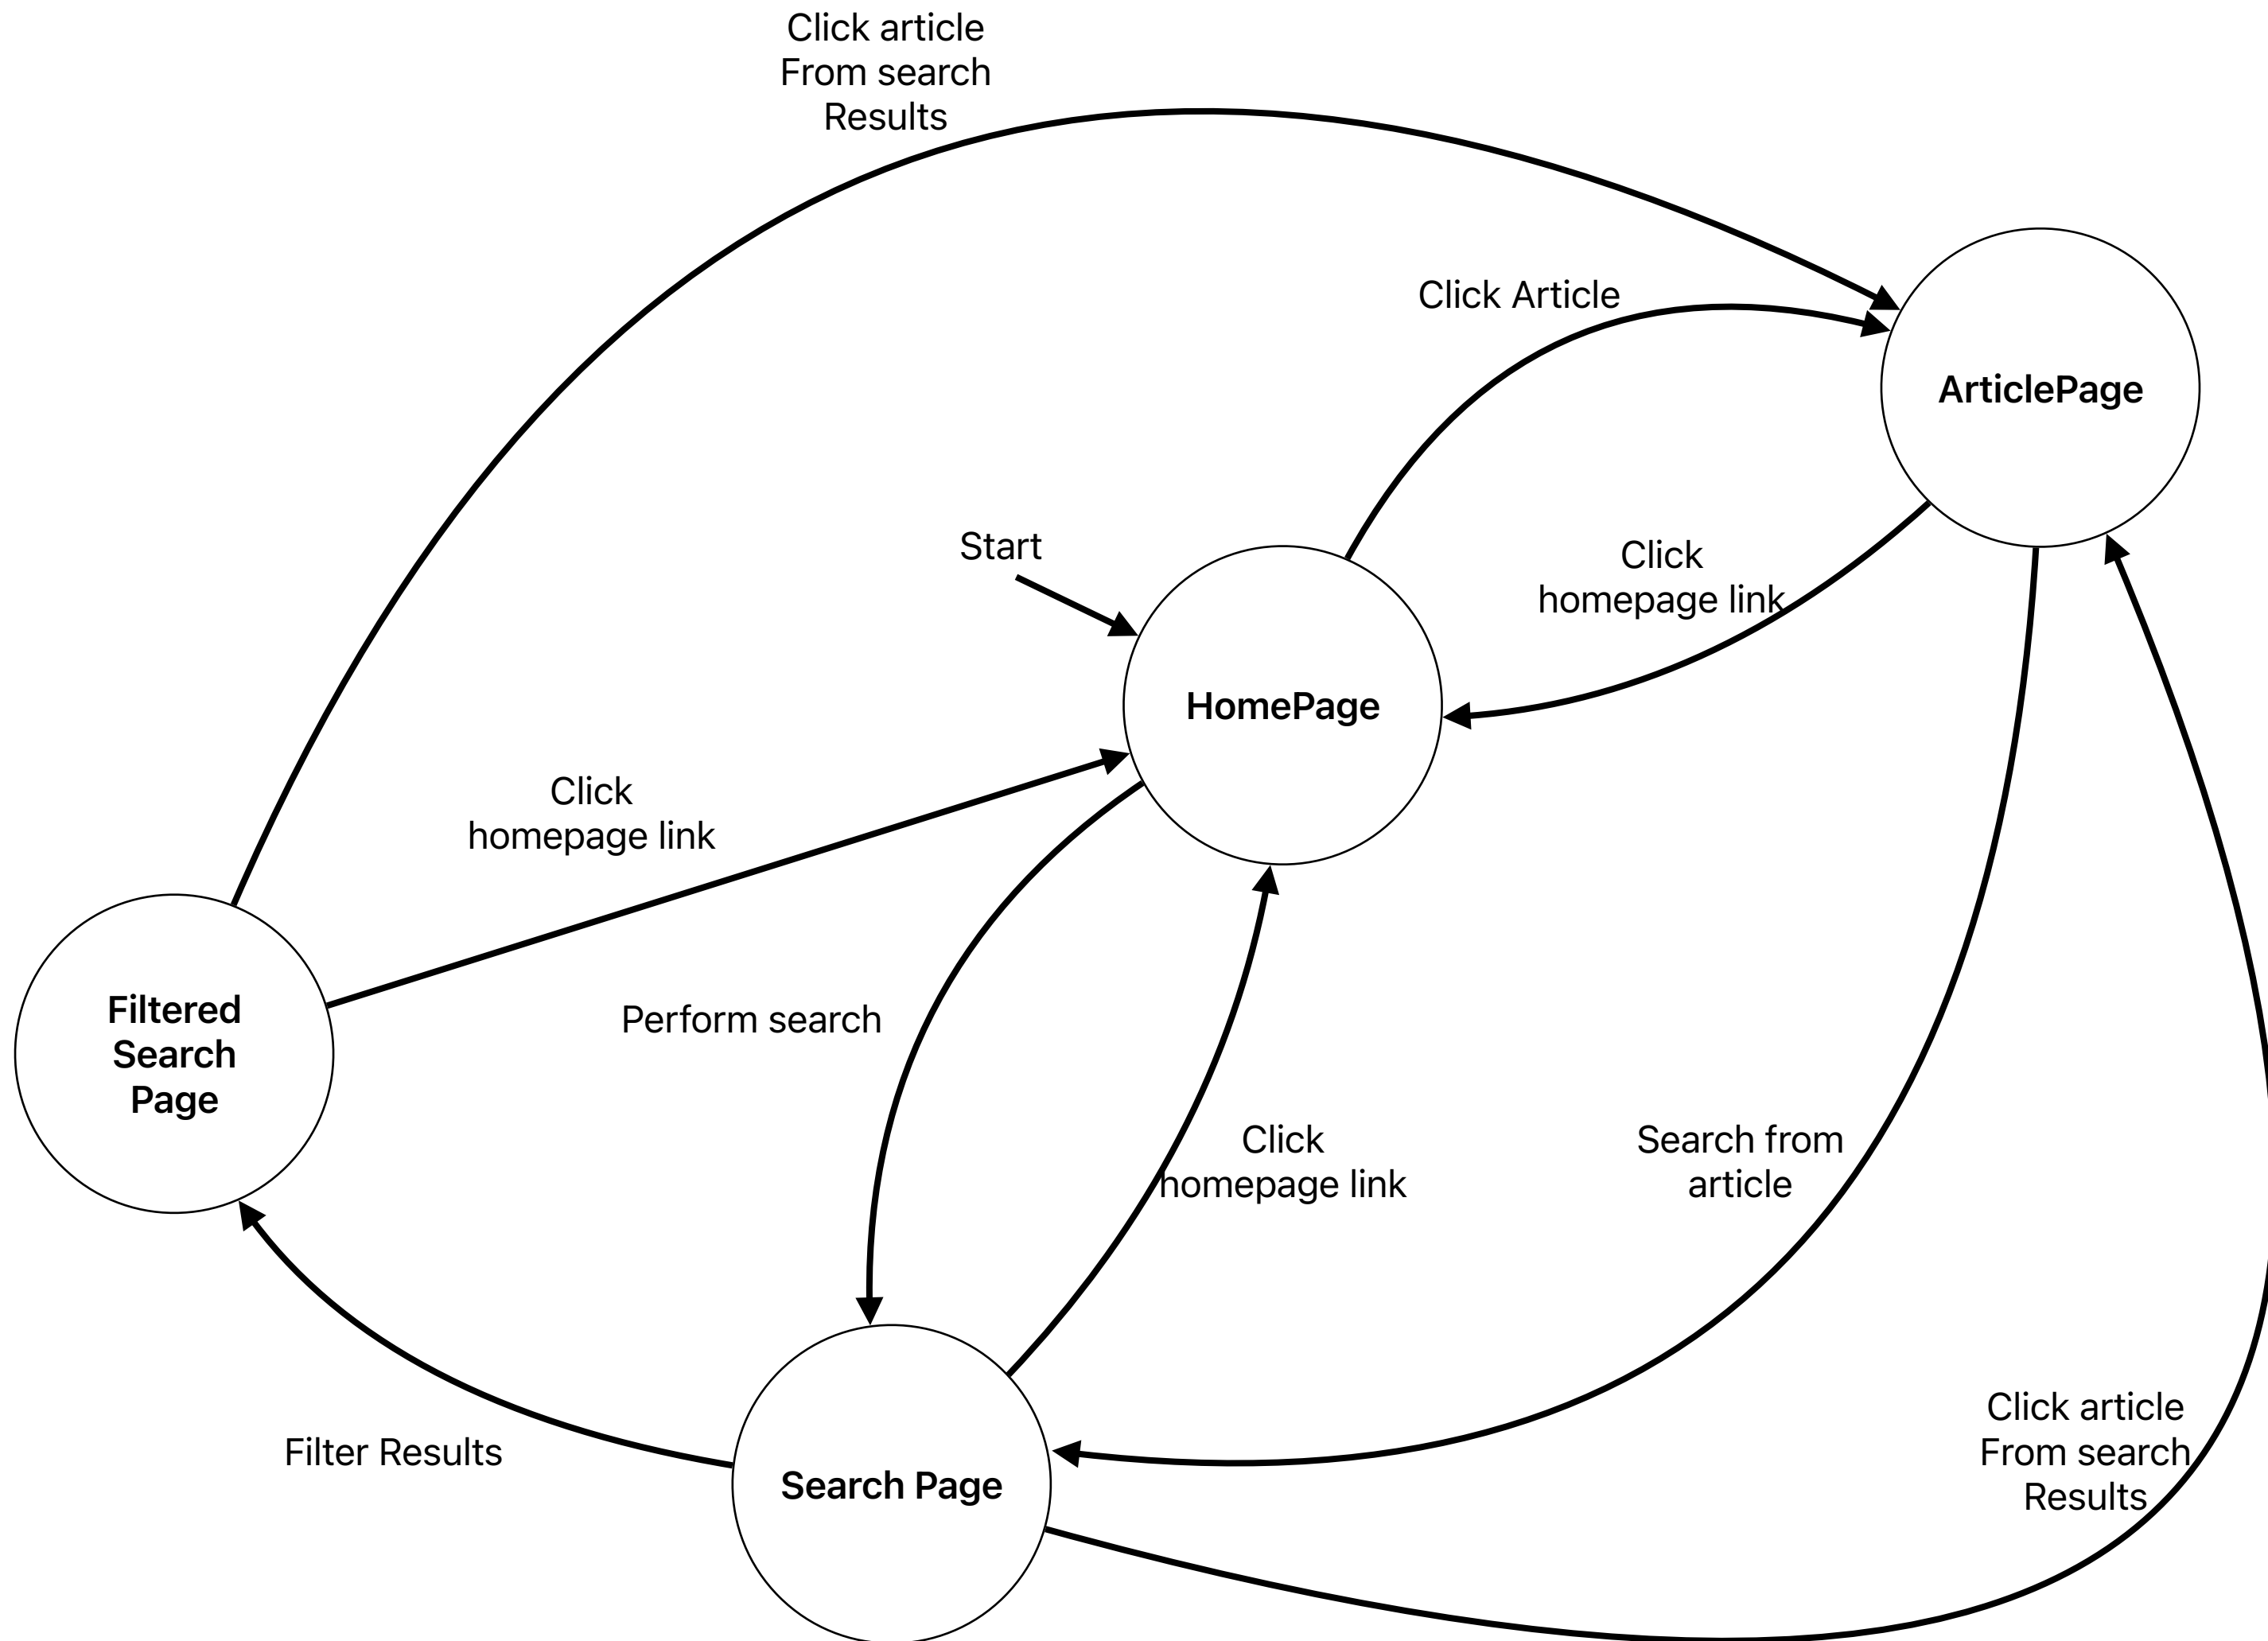 Click article
From search
Results
Click Article
ArticlePage
Start
Click
homepage link
HomePage
Click
homepage link
Filtered
Search
Page
Perform search
Click
homepage link
Search from
article
Filter Results
Search Page
Click article
From search
Results